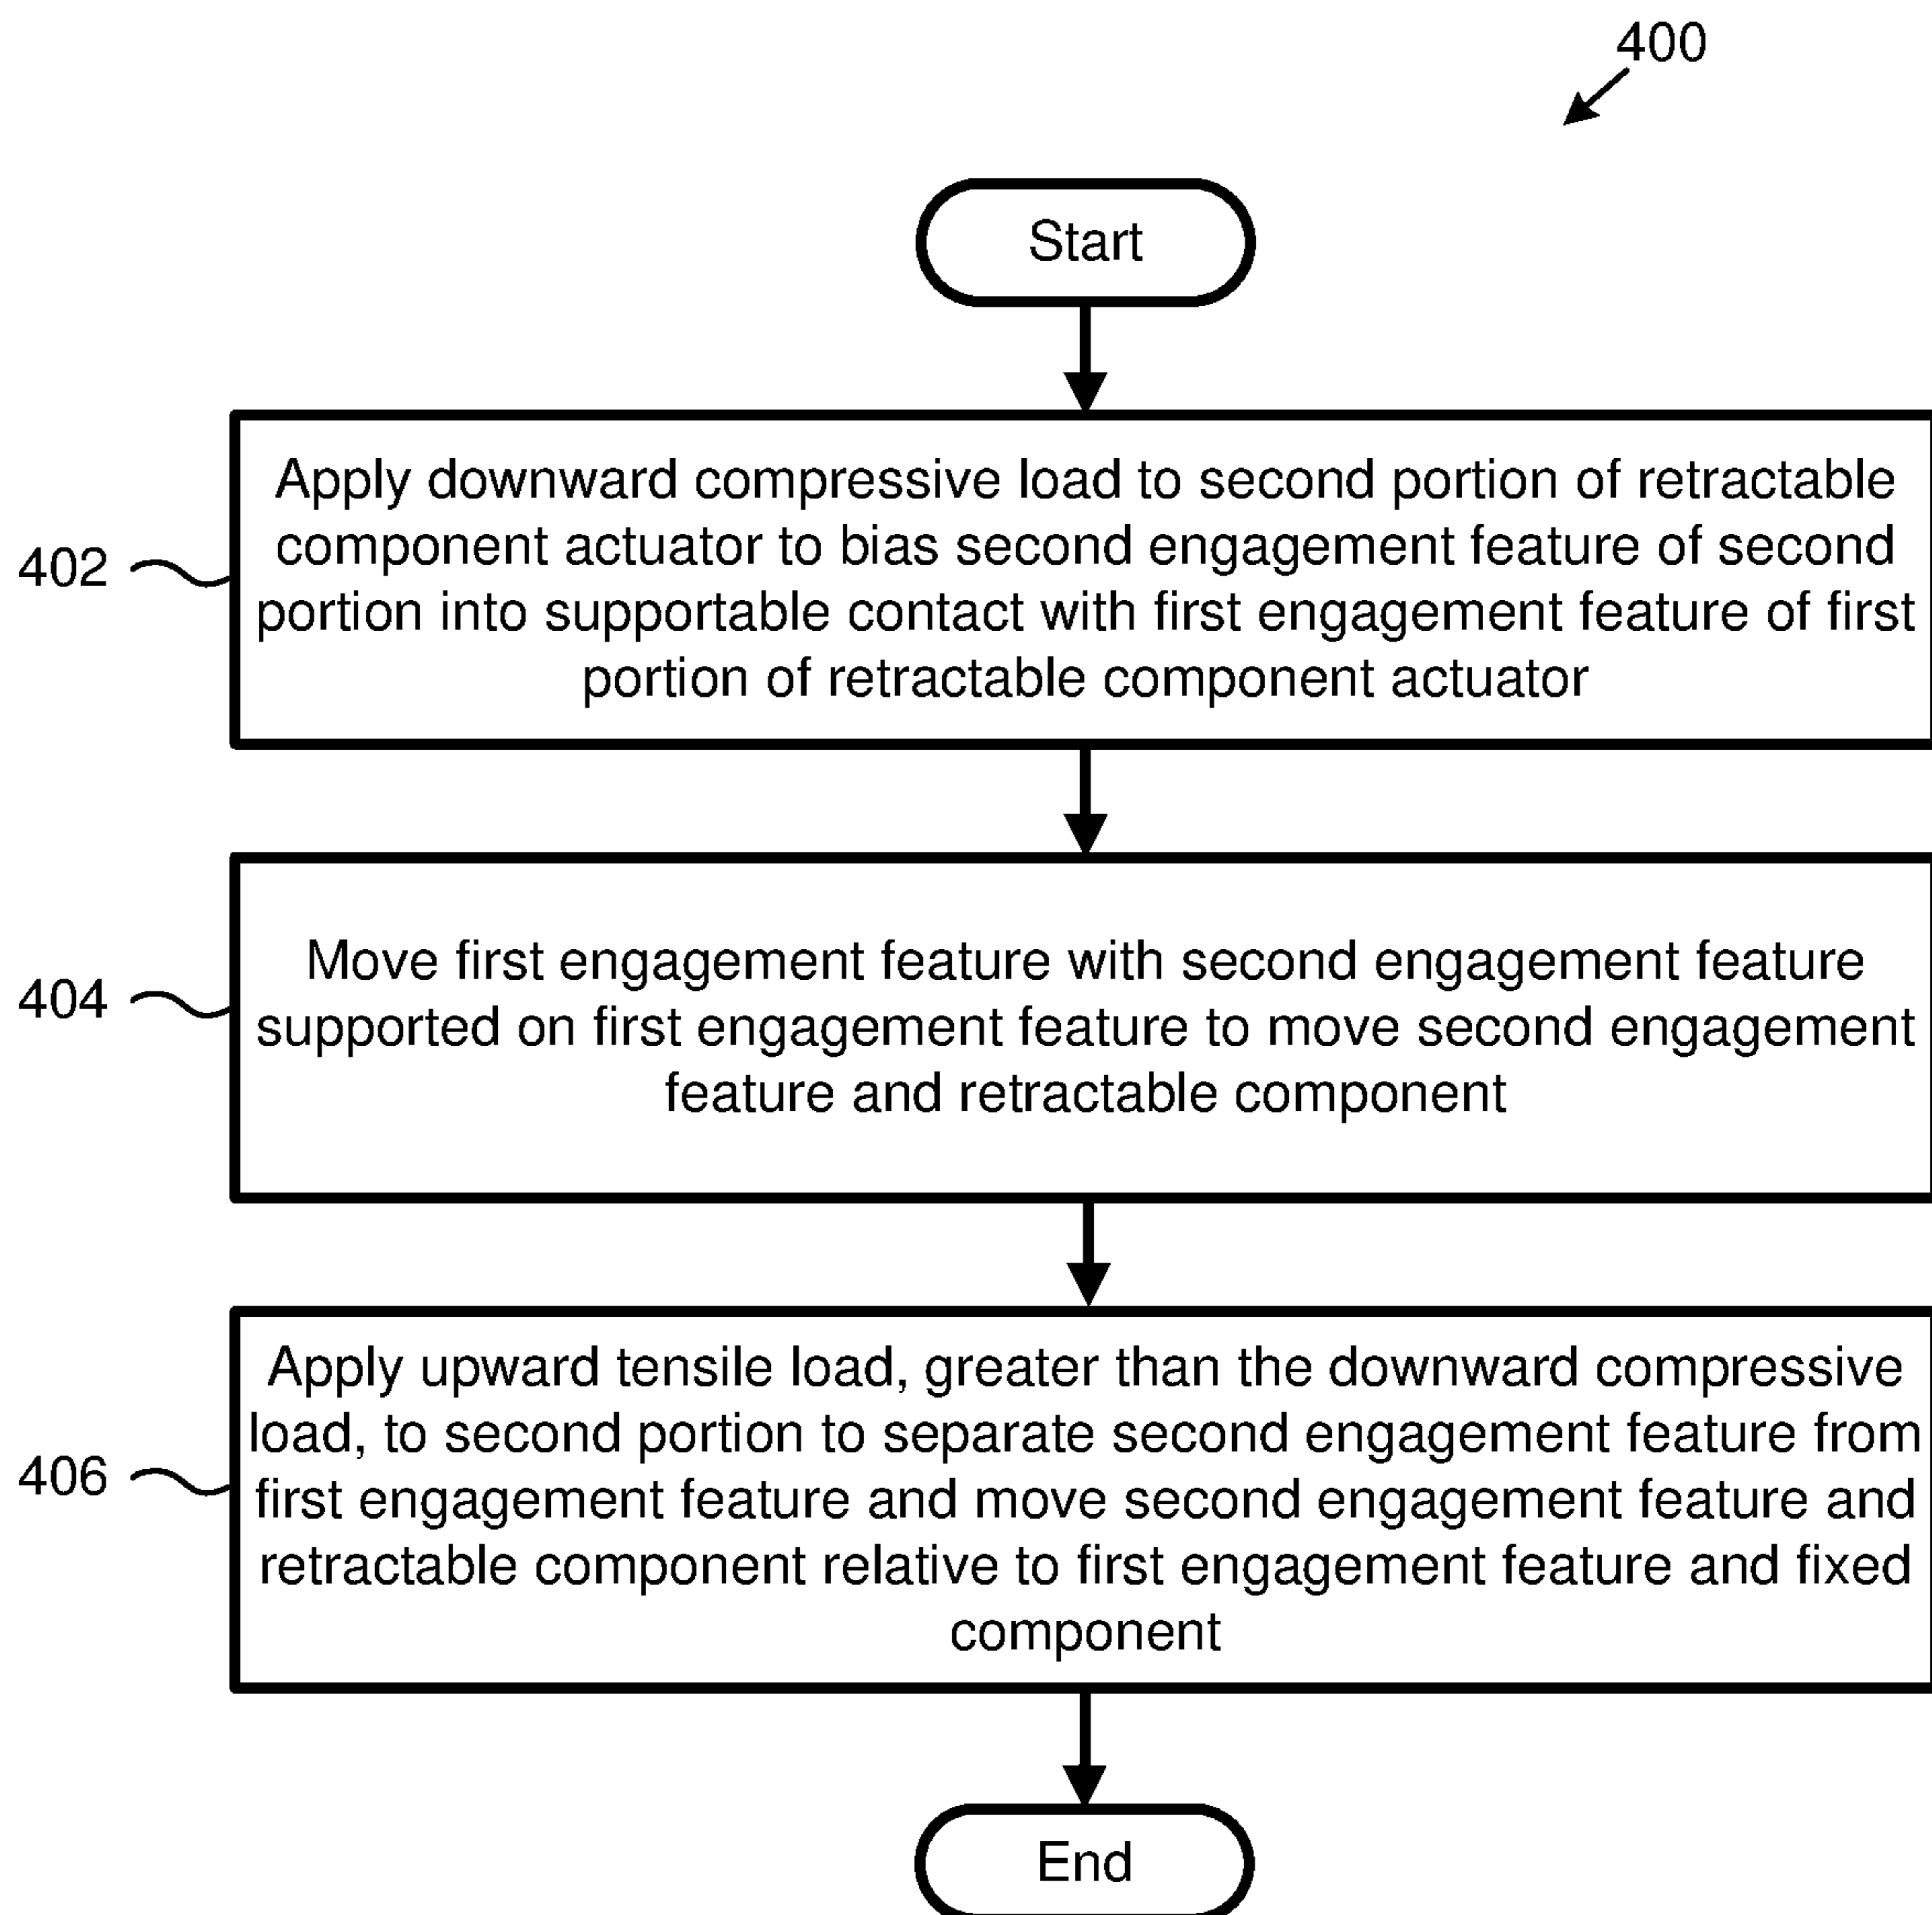 400
Start
402
Apply downward compressive load to second portion of retractable
component actuator to bias second engagement feature of second
portion into supportable contact with first engagement feature of first
portion of retractable component actuator
404
Move first engagement feature with second engagement feature
supported on first engagement feature to move second engagement
feature and retractable component
406
Apply upward tensile load, greater than the downward compressive
load, to second portion to separate second engagement feature from
first engagement feature and move second engagement feature and
retractable component relative to first engagement feature and fixed
component
End